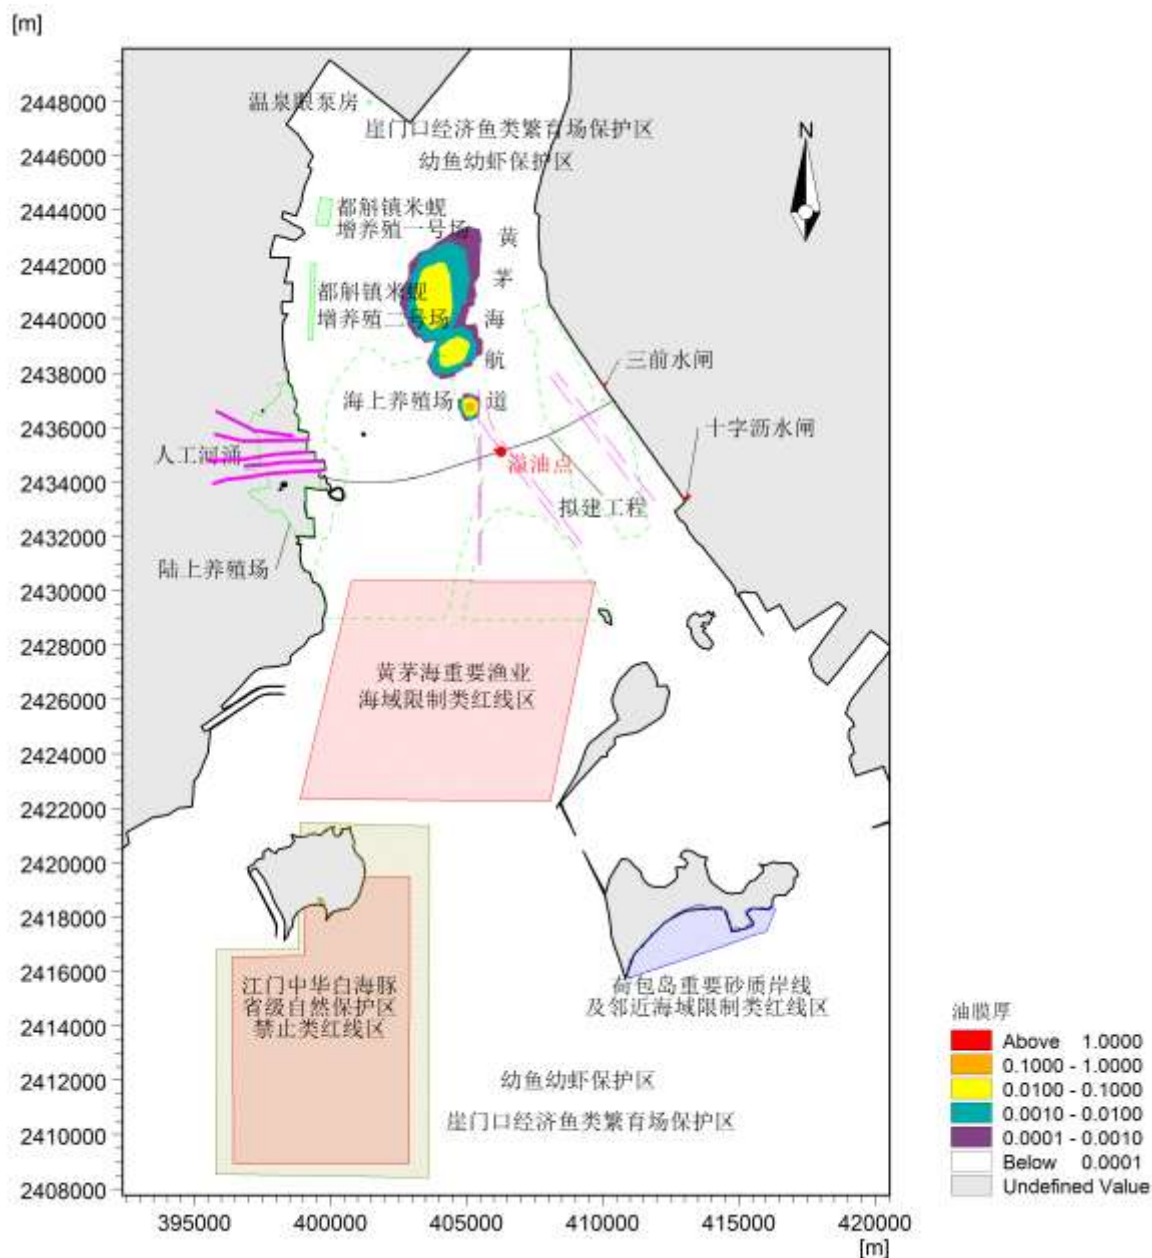 [m]
2448000
2446000
2444000
2442000
2440000
2438000
2436000
2434000
2432000
2430000
2428000
2426000
2424000
2422000
2420000
2418000
2416000
2414000
2412000
2410000
2408000
温泉眼泵房
崖门口经济鱼类繁育场保护区
幼鱼幼虾保护区
N
都斛镇米蚬
增养殖一号场
都斛镇米蚬
增养殖二号场
黄
茅
海
航
道
海上养殖场
三前水闸
十字沥水闸
人工河涌
溢油点
拟建工程
陆上养殖场
黄茅海重要渔业
海域限制类红线区
江门中华白海豚
省级自然保护区
禁止类红线区
荷包岛重要砂质岸线
及邻近海域限制类红线区
幼鱼幼虾保护区
崖门口经济鱼类繁育场保护区
395000
400000
405000
410000
415000
420000
[m]
油膜厚
Above 1.0000
0.1000 - 1.0000
0.0100 - 0.1000
0.0010 - 0.0100
0.0001 - 0.0010
Below 0.0001
Undefined Value